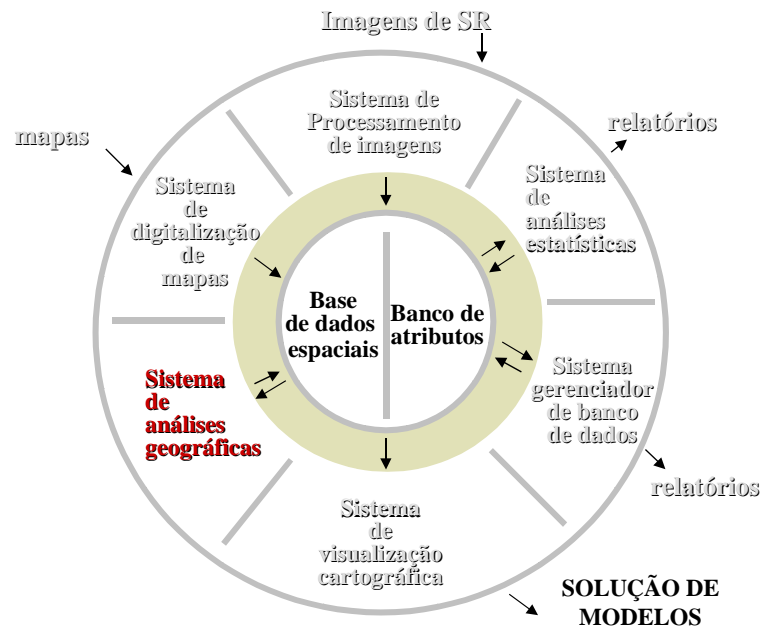 Imagens de SR
Sistema de
Processamento
de imagens
mapas
relatórios
Sistema
de
digitalização
de
mapas
Sistema
de
análises
estatísticas
Base
de dados
espaciais
Banco de
atributos
Sistema
de
análises
geográficas
Sistema
gerenciador
de banco
de dados
relatórios
Sistema
de
visualização
cartográfica
SOLUÇÃO DE
MODELOS